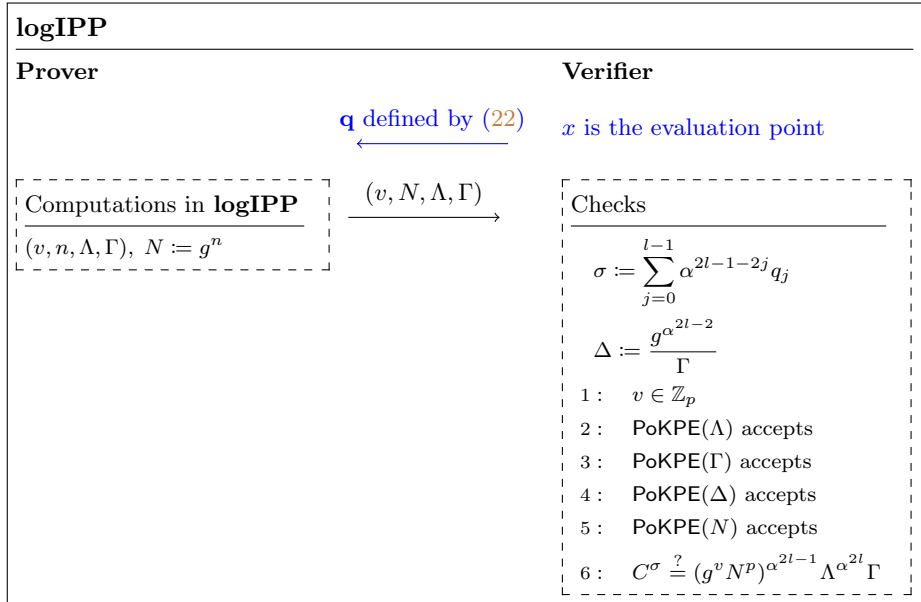 logIPP
Prover Verifier
q defined by (22) x is the evaluation point
Computations in logIPP
(v, n, Λ, Γ), N := g^n
(v, N, Λ, Γ)
Checks
σ := ∑_{j=0}^{l−1} α^{2l−1−2j} q_j
Δ := g^{α^{2l−2}} / Γ
1 : v ∈ ℤ_p
2 : PoKPE(Λ) accepts
3 : PoKPE(Γ) accepts
4 : PoKPE(Δ) accepts
5 : PoKPE(N) accepts
6 : C^σ ≟ (g^v N^p)^{α^{2l−1}} Λ^{α^{2l}} Γ